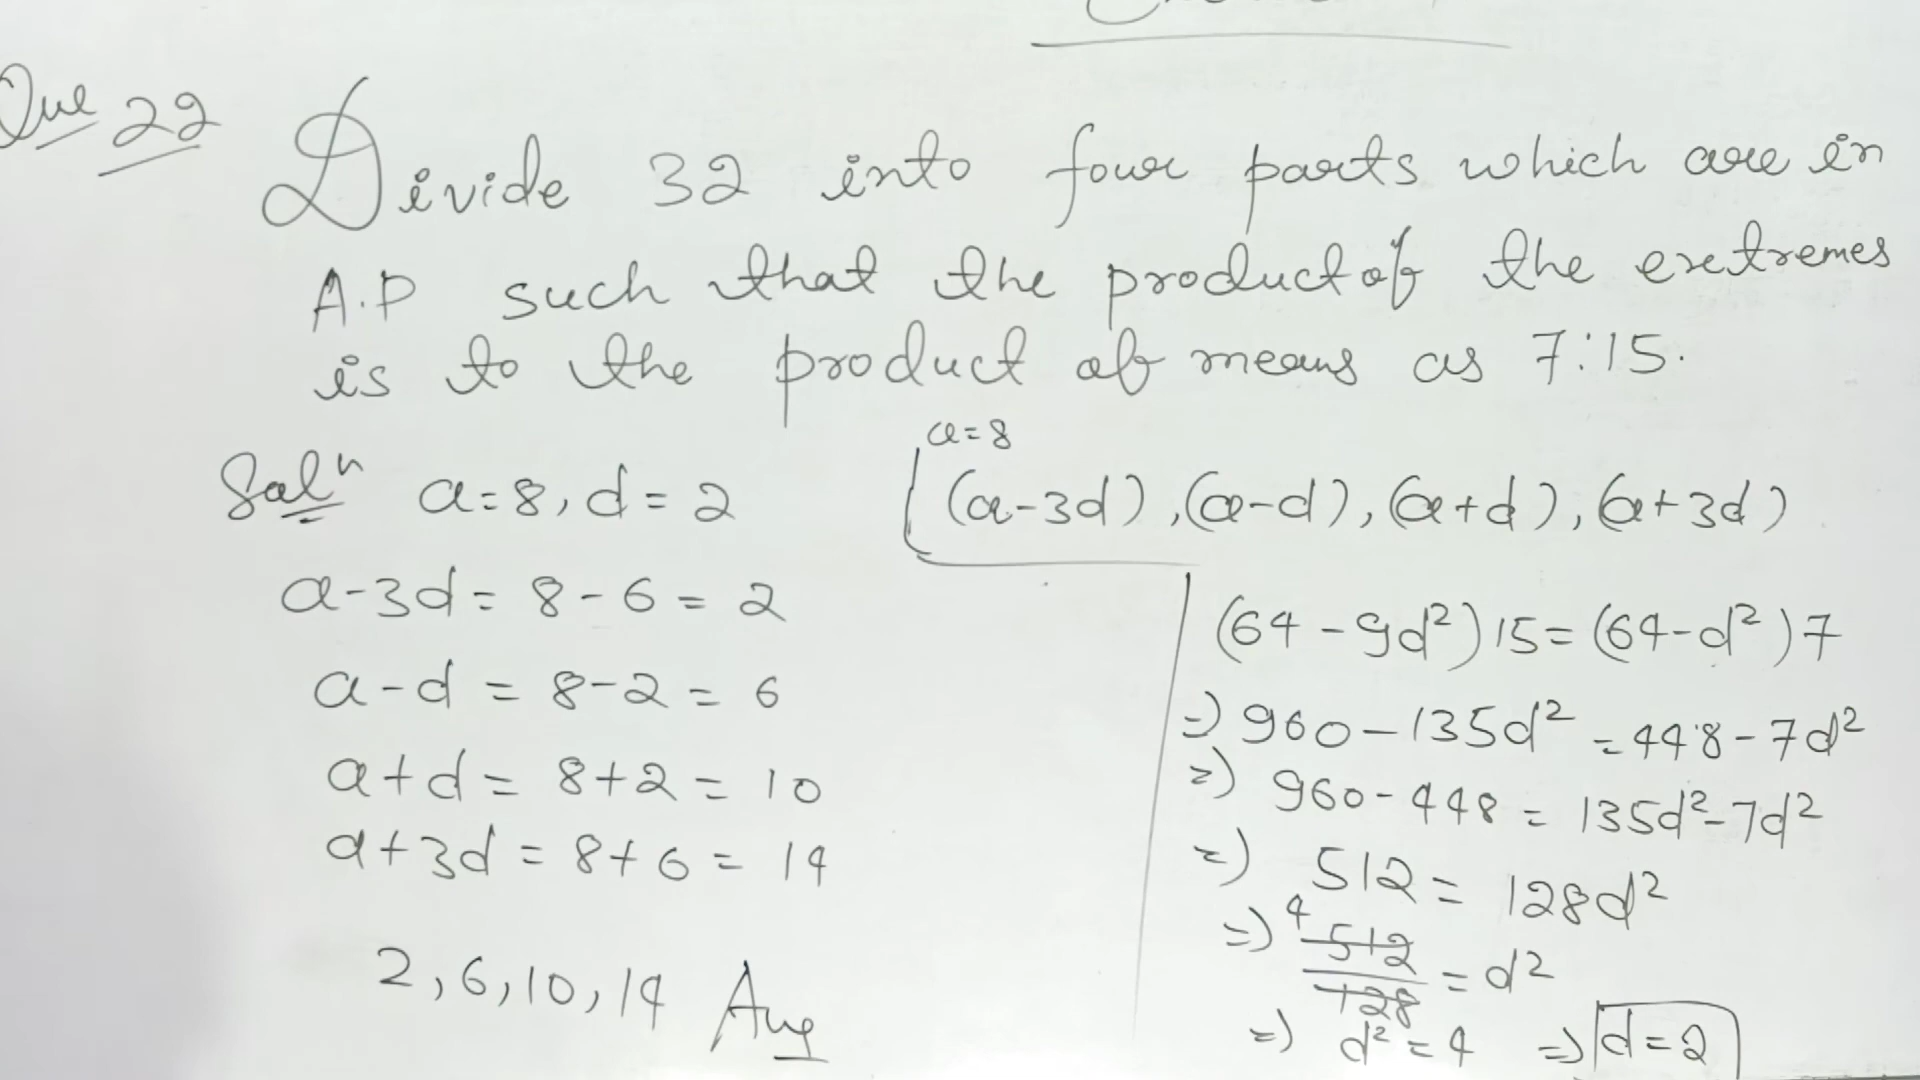 Que 22
Divide 32 into four parts which are in
A.P such that the product of the extremes
is to the product of means as 7:15.
Solⁿ a=8, d=2
a-3d = 8-6 = 2
a-d = 8-2 = 6
a+d = 8+2 = 10
a+3d = 8+6 = 14
2, 6, 10, 14 Ans
a=8
(a-3d), (a-d), (a+d), (a+3d)
(64-9d²)15=(64-d²)7
=) 960-135d² = 448-7d²
=) 960-448 = 135d²-7d²
=) 512 = 128d²
4
=) 512/128 = d²
=) d² = 4 =) d=2